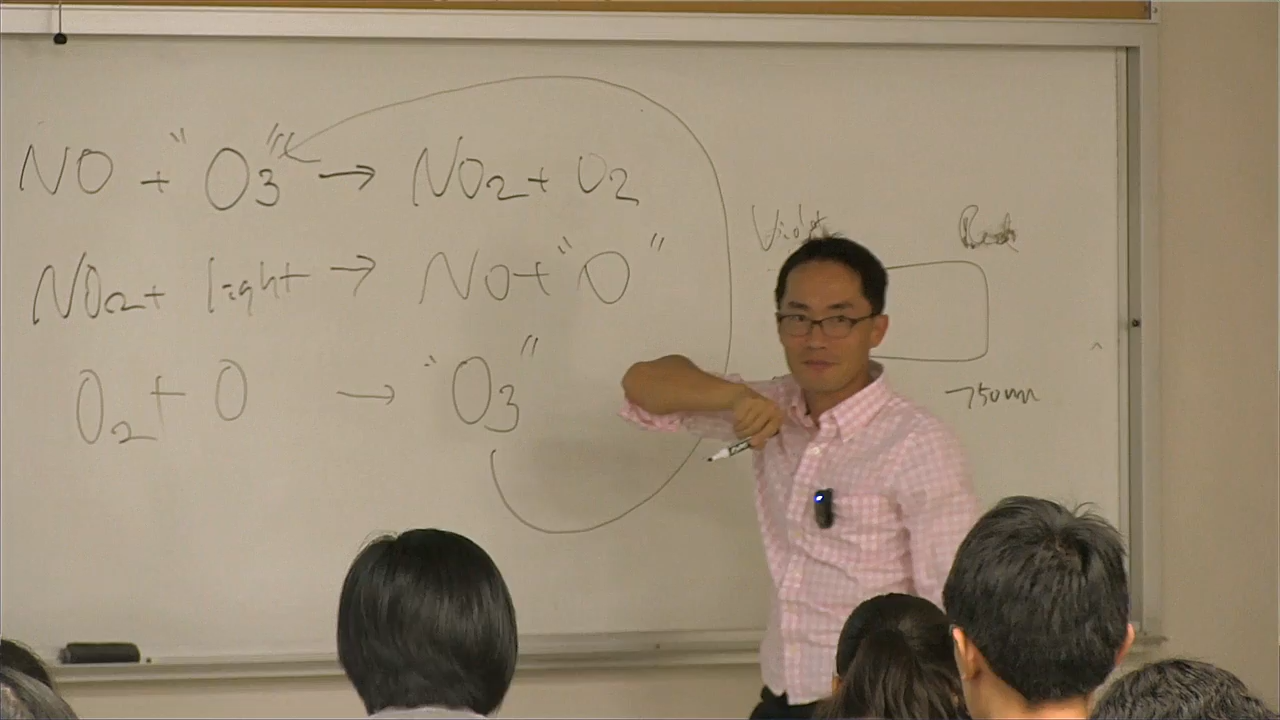 NO + "O3" → NO2 + O2
NO2 + light → NO + "O"
O2 + O → "O3"
Violet
Red
750nm